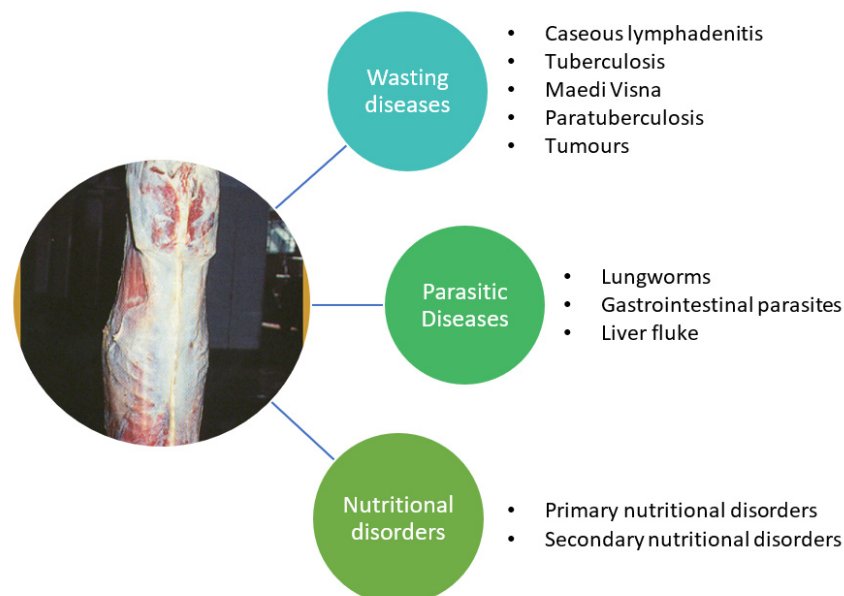 Wasting
diseases
• Caseous lymphadenitis
• Tuberculosis
• Maedi Visna
• Paratuberculosis
• Tumours
Parasitic
Diseases
• Lungworms
• Gastrointestinal parasites
• Liver fluke
Nutritional
disorders
• Primary nutritional disorders
• Secondary nutritional disorders